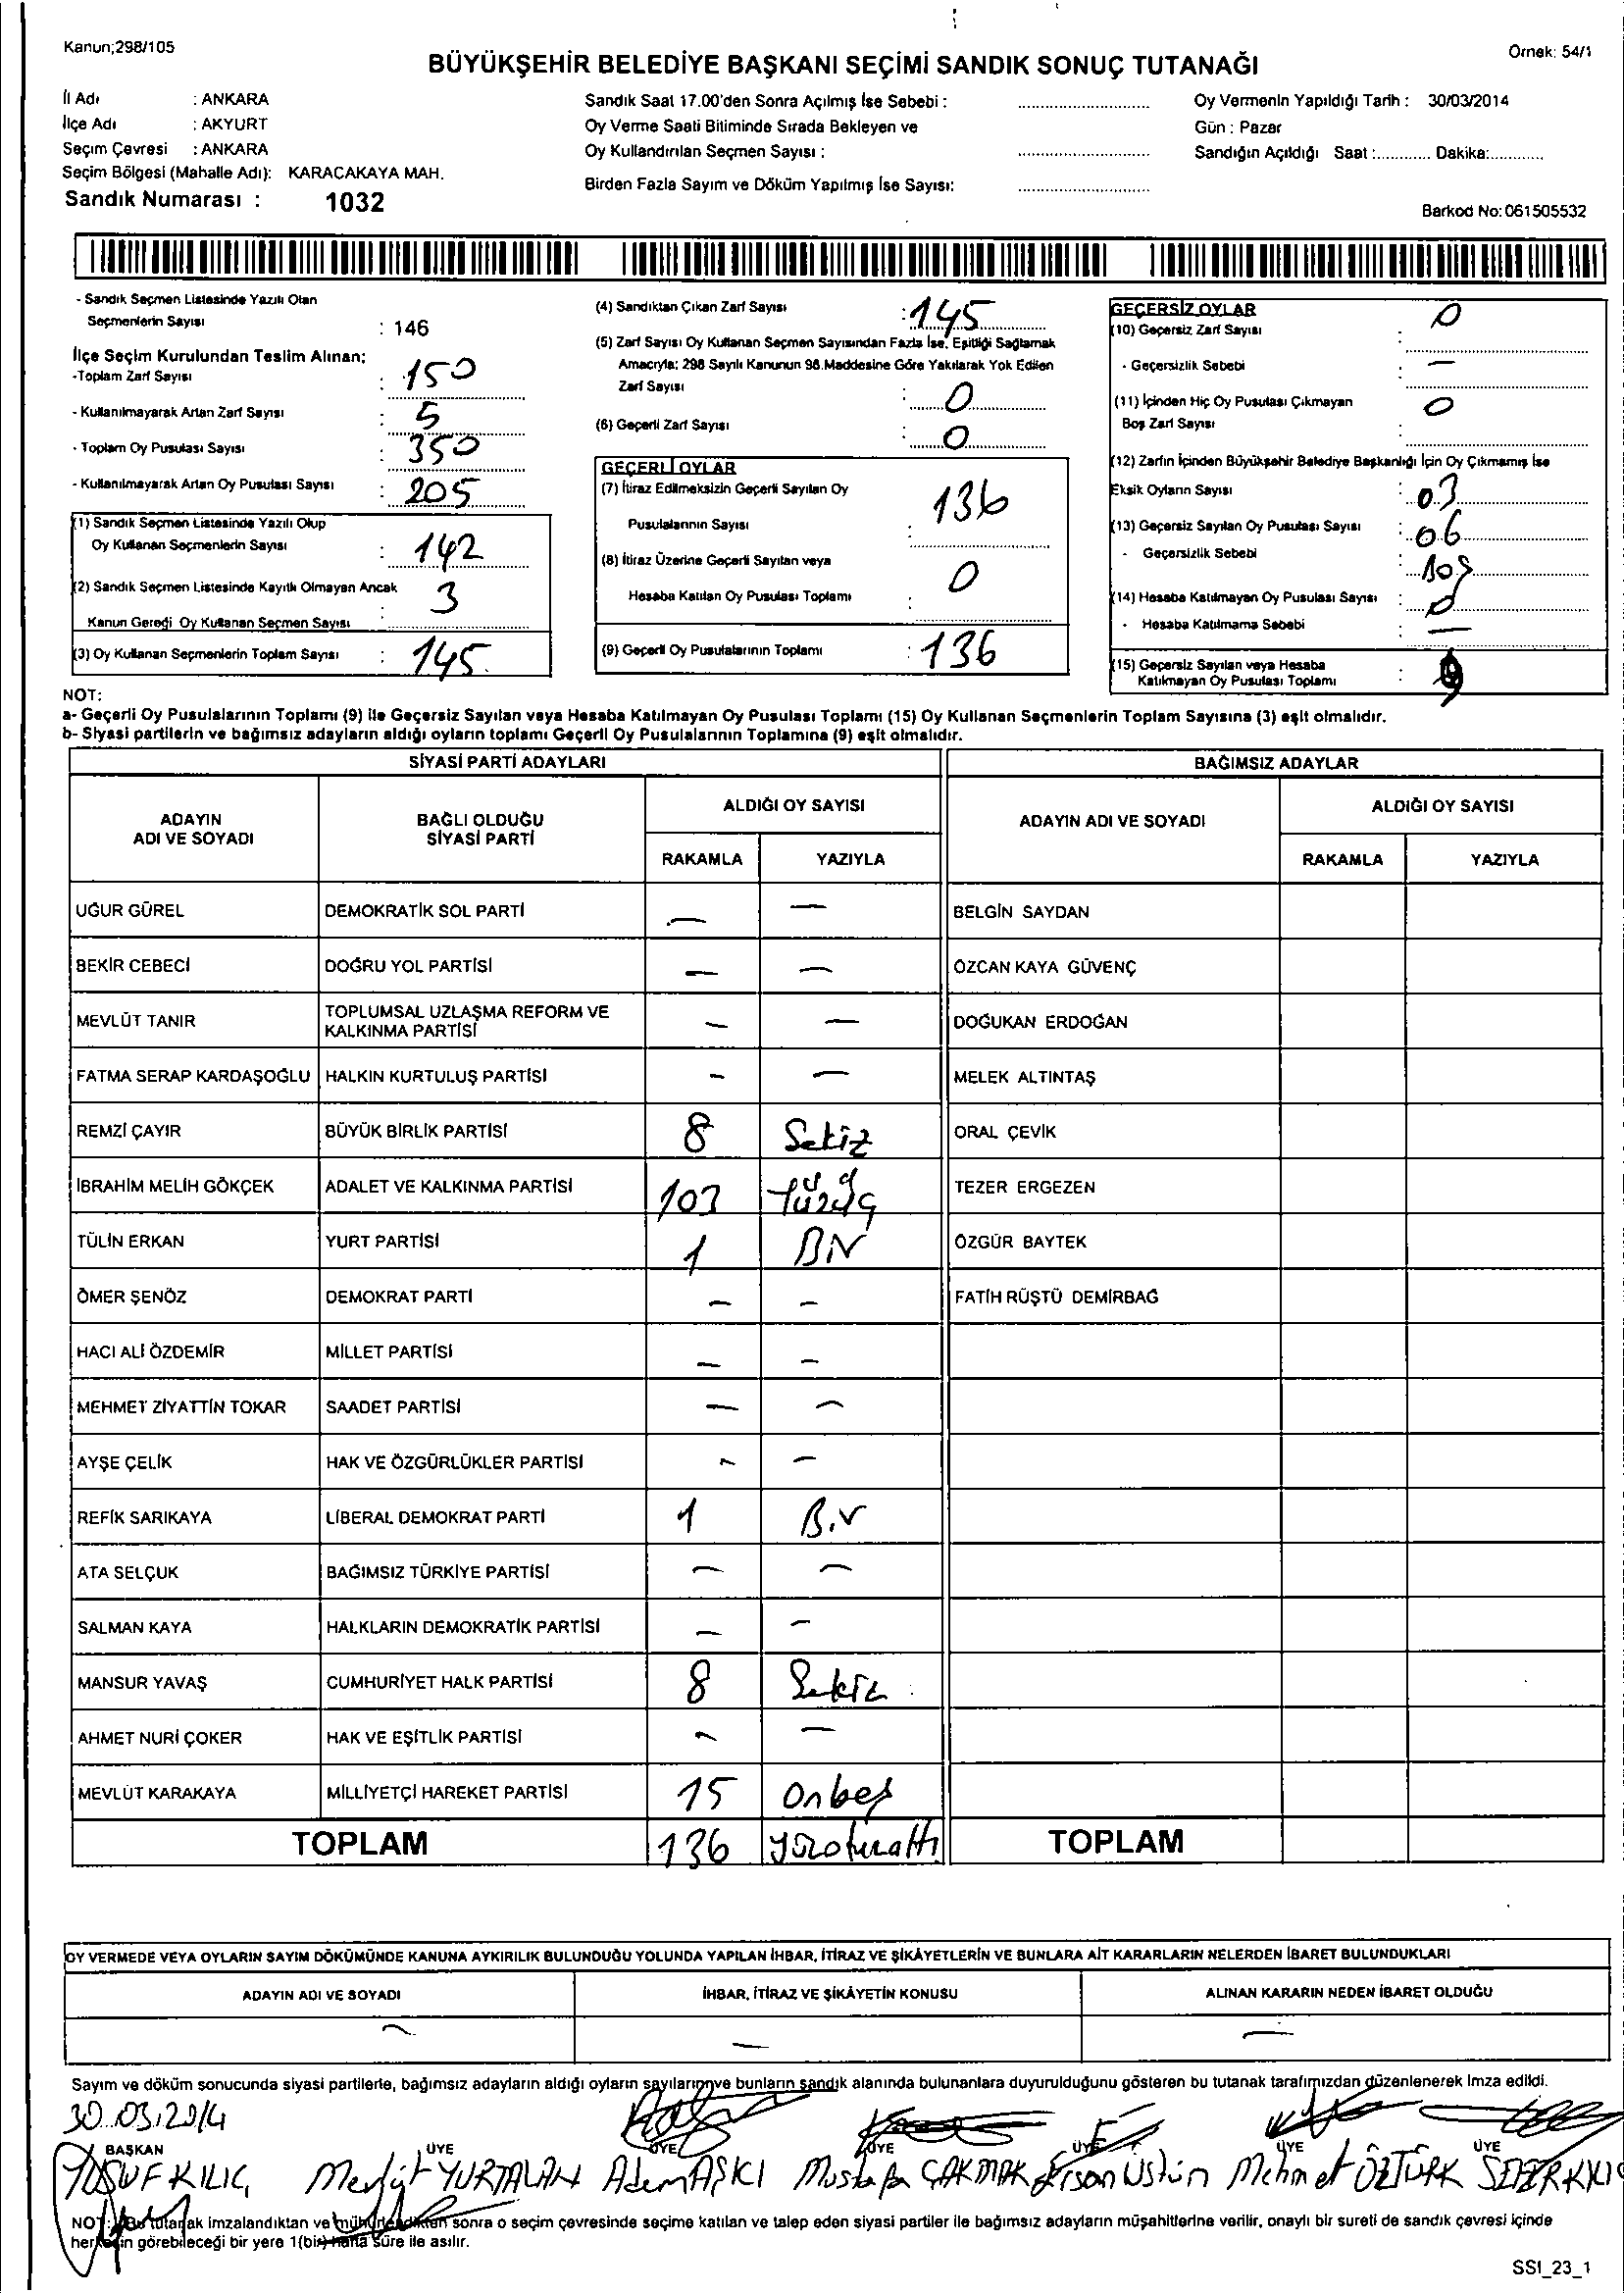 Kanun;298/105
Örnek: 54/1
BÜYÜKŞEHİR BELEDİYE BAŞKANI SEÇİMİ SANDIK SONUÇ TUTANAĞI
İl Adı : ANKARA
İlçe Adı : AKYURT
Seçim Çevresi : ANKARA
Seçim Bölgesi (Mahalle Adı): KARACAKAYA MAH.
Sandık Numarası : 1032
Sandık Saat 17.00'den Sonra Açılmış İse Sebebi :
Oy Verme Saati Bitiminde Sırada Bekleyen ve
Oy Kullandırılan Seçmen Sayısı :
Birden Fazla Sayım ve Döküm Yapılmış İse Sayısı:
Oy Vermenin Yapıldığı Tarih : 30/03/2014
Gün : Pazar
Sandığın Açıldığı Saat :............ Dakika:............
Barkod No:061505532
- Sandık Seçmen Listesinde Yazılı Olan
Seçmenlerin Sayısı : 146
İlçe Seçim Kurulundan Teslim Alınan:
-Toplam Zarf Sayısı : 150
- Kullanılmayarak Artan Zarf Sayısı : 5
- Toplam Oy Pusulası Sayısı : 350
- Kullanılmayarak Artan Oy Pusulası Sayısı : 205
(1) Sandık Seçmen Listesinde Yazılı Olup
Oy Kullanan Seçmenlerin Sayısı : 142
(2) Sandık Seçmen Listesinde Kayıtlı Olmayan Ancak
Kanun Gereği Oy Kullanan Seçmen Sayısı : 3
(3) Oy Kullanan Seçmenlerin Toplam Sayısı : 145
(4) Sandıktan Çıkan Zarf Sayısı : 145
(5) Zarf Sayısı Oy Kullanan Seçmen Sayısından Fazla İse, Eşitliği Sağlamak
Amacıyla; 298 Sayılı Kanunun 98.Maddesine Göre Yakılarak Yok Edilen
Zarf Sayısı : 0
(6) Geçerli Zarf Sayısı : 0
GEÇERLİ OYLAR
(7) İtiraz Edilmeksizin Geçerli Sayılan Oy
Pusulalarının Sayısı : 136
(8) İtiraz Üzerine Geçerli Sayılan veya
Hesaba Katılan Oy Pusulası Toplamı : 0
(9) Geçerli Oy Pusulalarının Toplamı : 136
GEÇERSİZ OYLAR
(10) Geçersiz Zarf Sayısı : 0
- Geçersizlik Sebebi : —
(11) İçinden Hiç Oy Pusulası Çıkmayan
Boş Zarf Sayısı : 0
(12) Zarfın İçinden Büyükşehir Belediye Başkanlığı İçin Oy Çıkmamış İse
Eksik Oyların Sayısı : 03
(13) Geçersiz Sayılan Oy Pusulası Sayısı : 06
- Geçersizlik Sebebi :
(14) Hesaba Katılmayan Oy Pusulası Sayısı : 0
- Hesaba Katılmama Sebebi : —
(15) Geçersiz Sayılan veya Hesaba
Katılmayan Oy Pusulası Toplamı : 9
NOT:
a- Geçerli Oy Pusulalarının Toplamı (9) ile Geçersiz Sayılan veya Hesaba Katılmayan Oy Pusulası Toplamı (15) Oy Kullanan Seçmenlerin Toplam Sayısına (3) eşit olmalıdır.
b- Siyasi partilerin ve bağımsız adayların aldığı oyların toplamı Geçerli Oy Pusulalarının Toplamına (9) eşit olmalıdır.
SİYASİ PARTİ ADAYLARI
BAĞIMSIZ ADAYLAR
ADAYIN
ADI VE SOYADI
BAĞLI OLDUĞU
SİYASİ PARTİ
ALDIĞI OY SAYISI
RAKAMLA YAZIYLA
ADAYIN ADI VE SOYADI
ALDIĞI OY SAYISI
RAKAMLA YAZIYLA
UĞUR GÜREL DEMOKRATİK SOL PARTİ — — BELGİN SAYDAN
BEKİR CEBECİ DOĞRU YOL PARTİSİ — — ÖZCAN KAYA GÜVENÇ
MEVLÜT TANIR TOPLUMSAL UZLAŞMA REFORM VE
KALKINMA PARTİSİ — — DOĞUKAN ERDOĞAN
FATMA SERAP KARDAŞOĞLU HALKIN KURTULUŞ PARTİSİ — — MELEK ALTINTAŞ
REMZİ ÇAYIR BÜYÜK BİRLİK PARTİSİ 8 Sekiz ORAL ÇEVİK
İBRAHİM MELİH GÖKÇEK ADALET VE KALKINMA PARTİSİ 103 Yüzüç TEZER ERGEZEN
TÜLİN ERKAN YURT PARTİSİ 1 BİR ÖZGÜR BAYTEK
ÖMER ŞENÖZ DEMOKRAT PARTİ — — FATİH RÜŞTÜ DEMİRBAĞ
HACI ALİ ÖZDEMİR MİLLET PARTİSİ — —
MEHMET ZİYATTİN TOKAR SAADET PARTİSİ — —
AYŞE ÇELİK HAK VE ÖZGÜRLÜKLER PARTİSİ — —
REFİK SARIKAYA LİBERAL DEMOKRAT PARTİ 1 Bir
ATA SELÇUK BAĞIMSIZ TÜRKİYE PARTİSİ — —
SALMAN KAYA HALKLARIN DEMOKRATİK PARTİSİ — —
MANSUR YAVAŞ CUMHURİYET HALK PARTİSİ 8 Sekiz
AHMET NURİ ÇOKER HAK VE EŞİTLİK PARTİSİ — —
MEVLÜT KARAKAYA MİLLİYETÇİ HAREKET PARTİSİ 15 Onbeş
TOPLAM 136 Yüzotuzaltı TOPLAM
OY VERMEDE VEYA OYLARIN SAYIM DÖKÜMÜNDE KANUNA AYKIRILIK BULUNDUĞU YOLUNDA YAPILAN İHBAR, İTİRAZ VE ŞİKÂYETLERİN VE BUNLARA AİT KARARLARIN NELERDEN İBARET BULUNDUKLARI
ADAYIN ADI VE SOYADI İHBAR, İTİRAZ VE ŞİKÂYETİN KONUSU ALINAN KARARIN NEDEN İBARET OLDUĞU
— — —
Sayım ve döküm sonucunda siyasi partilerle, bağımsız adayların aldığı oyların sayılarının ve bunların sandık alanında bulunanlara duyurulduğunu gösteren bu tutanak tarafımızdan düzenlenerek imza edildi.
30.03.2014
BAŞKAN ÜYE ÜYE ÜYE ÜYE ÜYE ÜYE
YUSUF KILIÇ Mevlüt YURTALAN Adem AŞKI Mustafa ÇAKMAK Üstün Mehmet ÖZTÜRK
NOT: Bu tutanak imzalandıktan ve mühürlendikten sonra o seçim çevresinde seçime katılan ve talep eden siyasi partiler ile bağımsız adayların müşahitlerine verilir, onaylı bir sureti de sandık çevresi içinde
herkesin görebileceği bir yere 1(bir) hafta süre ile asılır.
SSI_23_1